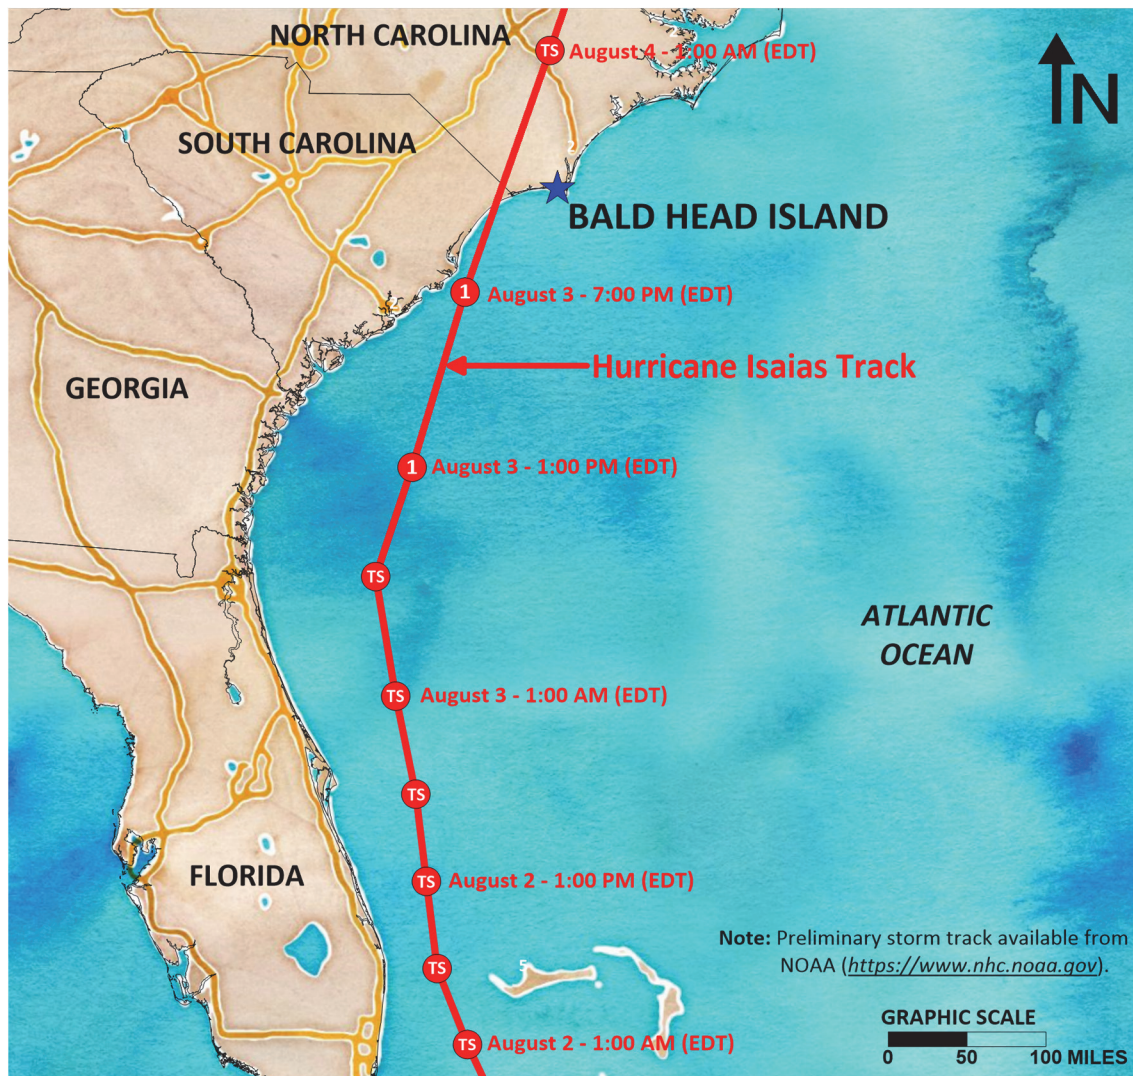 NORTH CAROLINA
TS August 4 - 1:00 AM (EDT)
N
SOUTH CAROLINA
2
BALD HEAD ISLAND
1 August 3 - 7:00 PM (EDT)
2
Hurricane Isaias Track
GEORGIA
1 August 3 - 1:00 PM (EDT)
TS
ATLANTIC
OCEAN
TS August 3 - 1:00 AM (EDT)
TS
FLORIDA
TS August 2 - 1:00 PM (EDT)
Note: Preliminary storm track available from
NOAA (https://www.nhc.noaa.gov).
TS
5
GRAPHIC SCALE
TS August 2 - 1:00 AM (EDT)
0 50 100 MILES